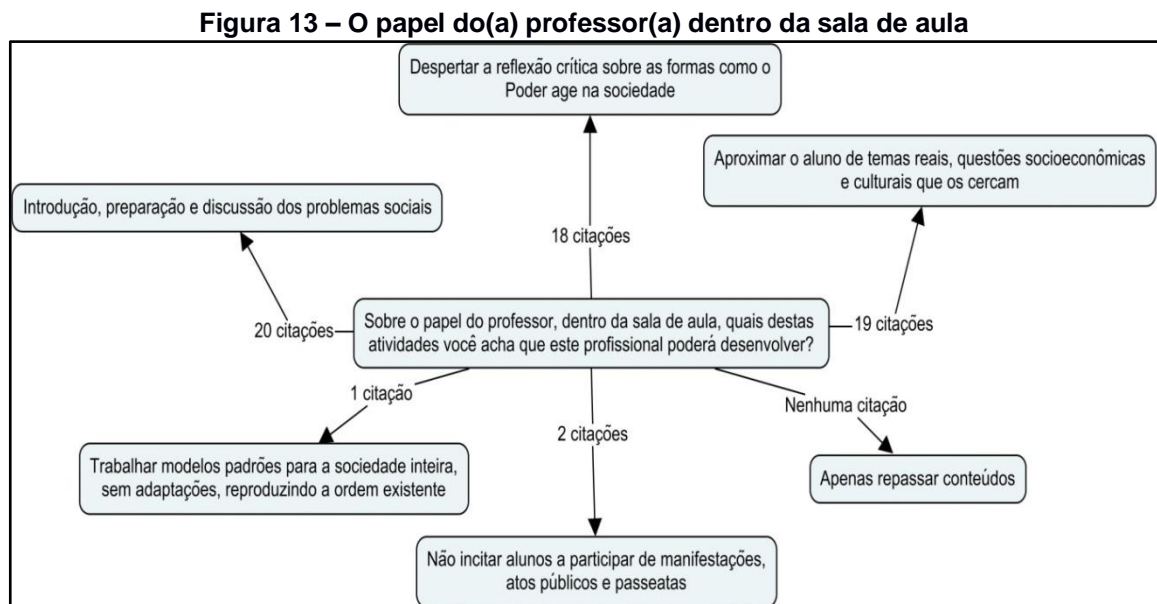 Figura 13 – O papel do(a) professor(a) dentro da sala de aula
Despertar a reflexão crítica sobre as formas como o
Poder age na sociedade
Aproximar o aluno de temas reais, questões socioeconômicas
e culturais que os cercam
Introdução, preparação e discussão dos problemas sociais
18 citações
20 citações
Sobre o papel do professor, dentro da sala de aula, quais destas
atividades você acha que este profissional poderá desenvolver?
19 citações
1 citação
2 citações
Nenhuma citação
Trabalhar modelos padrões para a sociedade inteira,
sem adaptações, reproduzindo a ordem existente
Apenas repassar conteúdos
Não incitar alunos a participar de manifestações,
atos públicos e passeatas